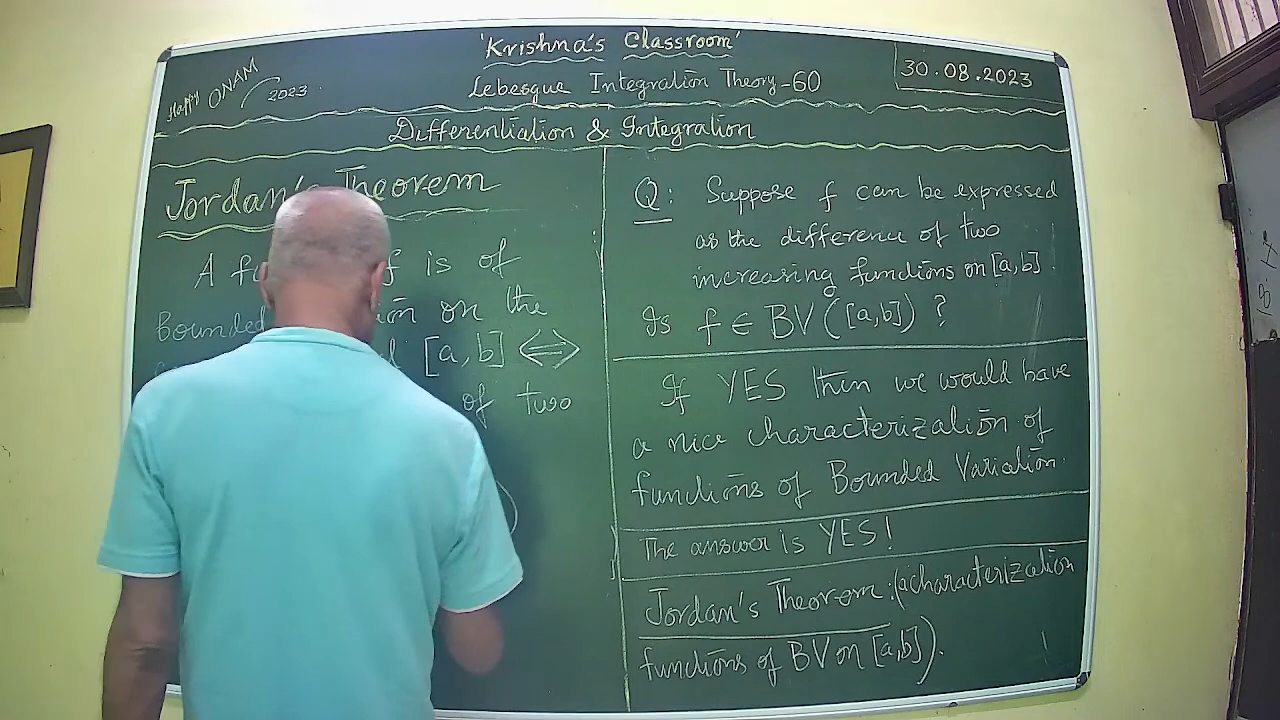 'Krishna's Classroom'
Happy ONAM 2023
Lebesgue Integration Theory-60
30.08.2023
Differentiation & Integration
Jordan's Theorem
A f is of
bounded on the
[a,b] <=>
of two
Q: Suppose f can be expressed
as the difference of two
increasing functions on [a,b].
Is f ∈ BV([a,b]) ?
If YES then we would have
a nice characterization of
functions of Bounded Variation.
The answer is YES!
Jordan's Theorem: (a characterization
functions of BV on [a,b]).